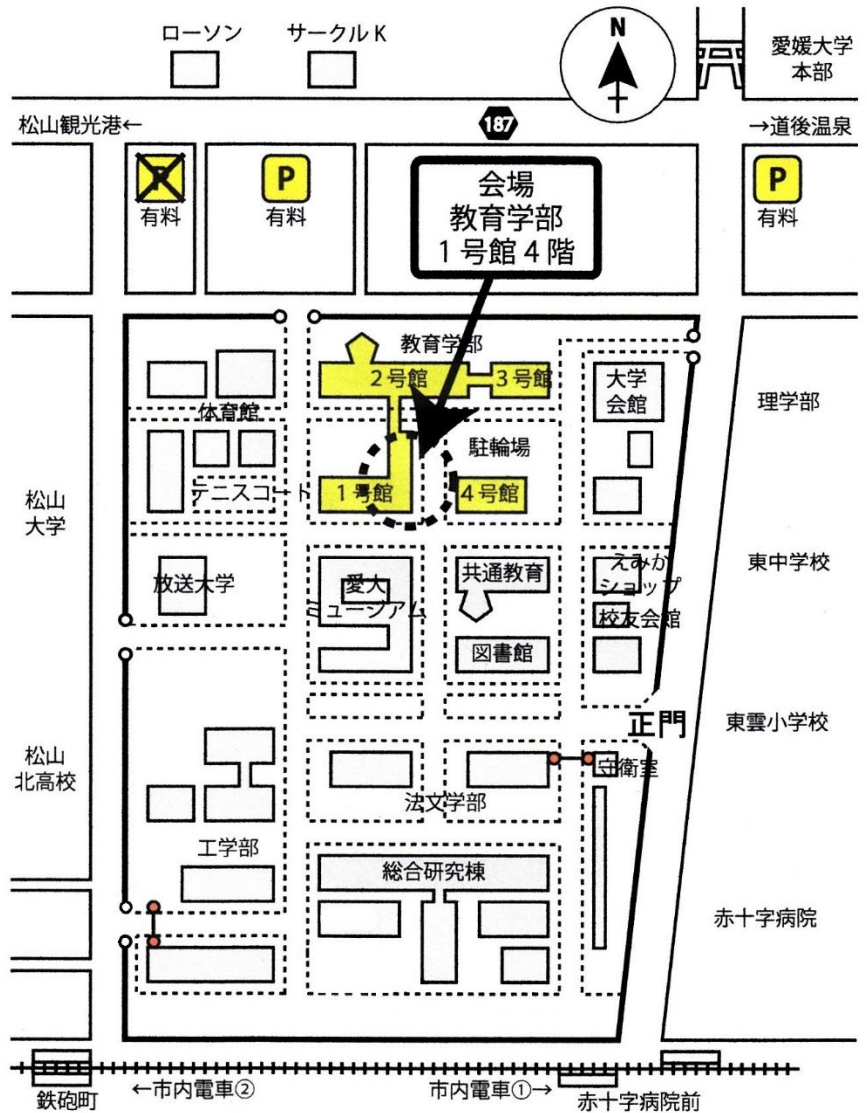 ローソン
サークルK
N
愛媛大学
本部
松山観光港←
187
→道後温泉
P
有料
P
有料
P
有料
会場
教育学部
1号館4階
教育学部
2号館
3号館
大学
会館
理学部
体育館
駐輪場
テニスコート
1号館
4号館
松山
大学
放送大学
愛大
ミュージアム
共通教育
えみか
ショップ
校友会館
東中学校
図書館
正門
東雲小学校
松山
北高校
守衛室
法文学部
工学部
総合研究棟
赤十字病院
鉄砲町
←市内電車②
市内電車①→
赤十字病院前